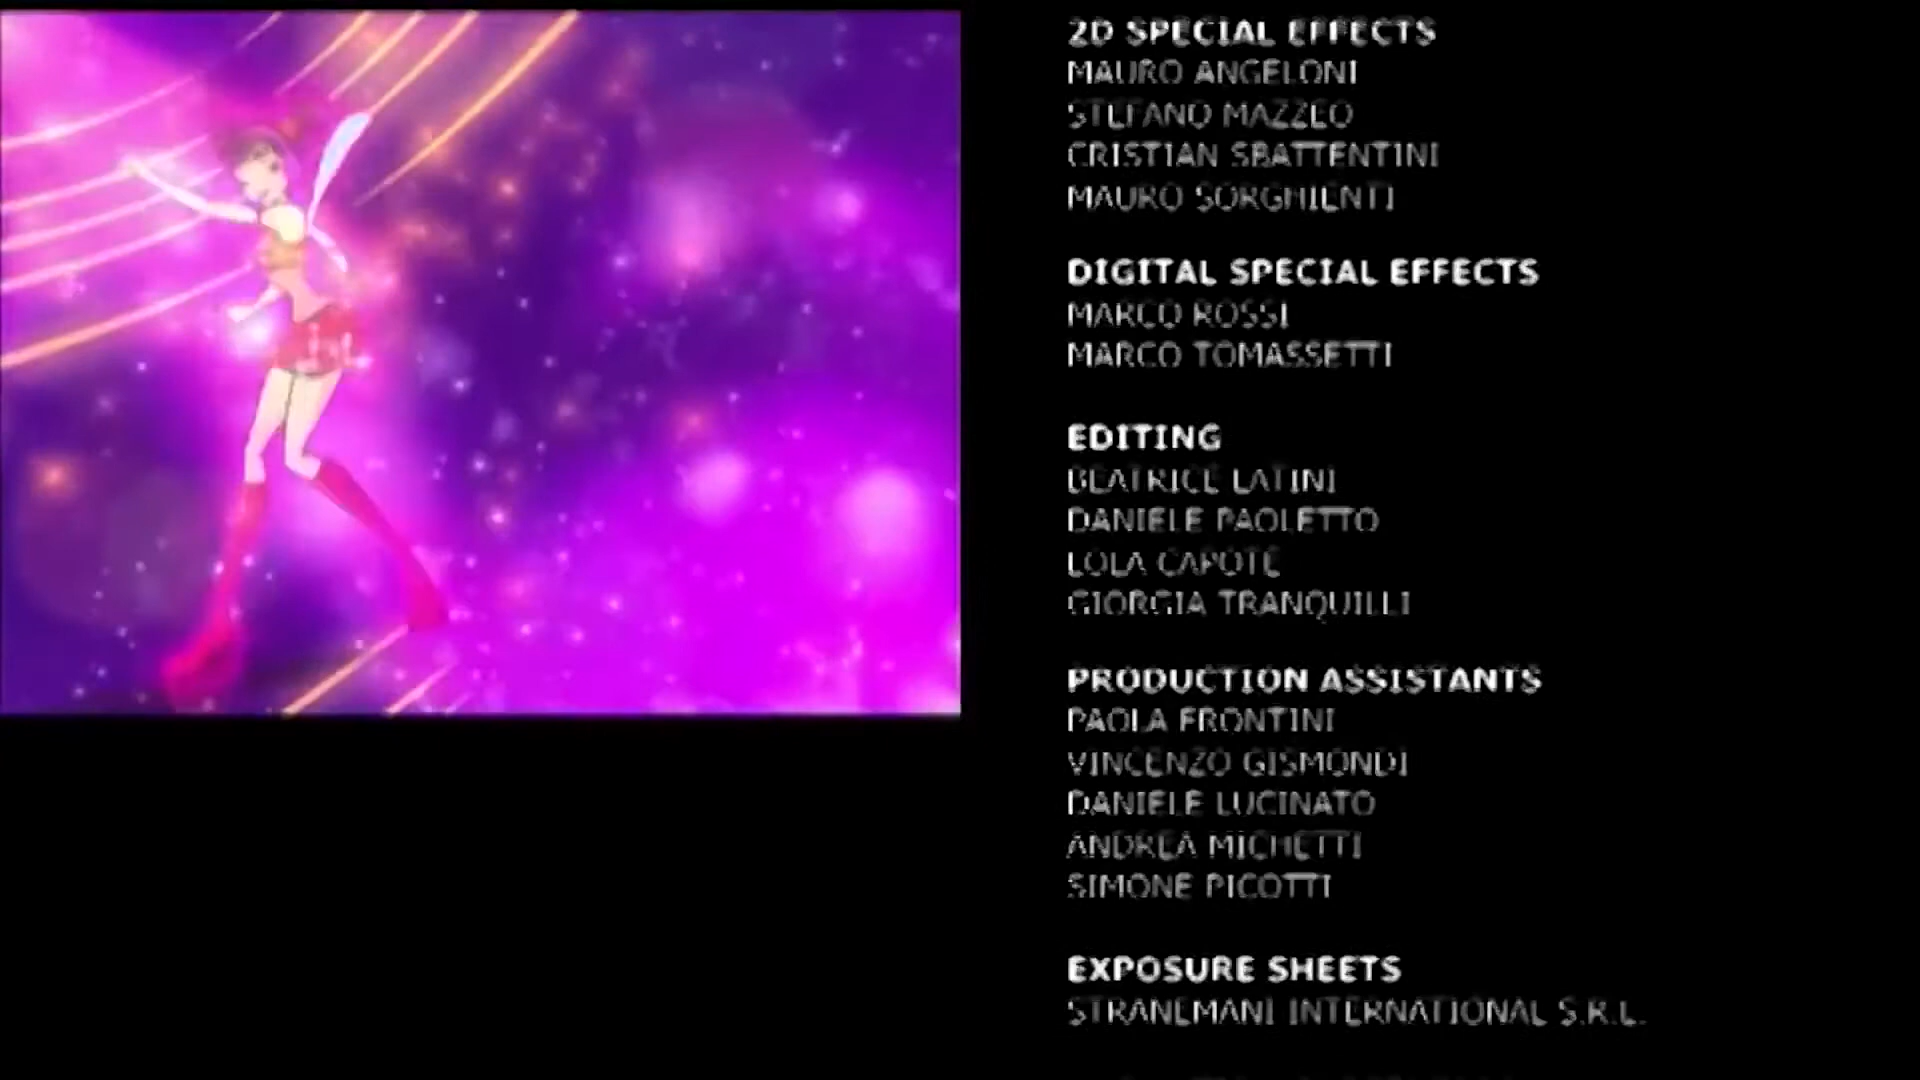 2D SPECIAL EFFECTS
MAURO ANGELONI
STEFANO MAZZEO
CRISTIAN SBATTENTINI
MAURO SORGHIENTI
DIGITAL SPECIAL EFFECTS
MARCO ROSSI
MARCO TOMASSETTI
EDITING
BEATRICE LATINI
DANIELE PAOLETTO
LOLA CAPOTE
GIORGIA TRANQUILLI
PRODUCTION ASSISTANTS
PAOLA FRONTINI
VINCENZO GISMONDI
DANIELE LUCINATO
ANDREA MICHETTI
SIMONE PICOTTI
EXPOSURE SHEETS
STRANEMANI INTERNATIONAL S.R.L.